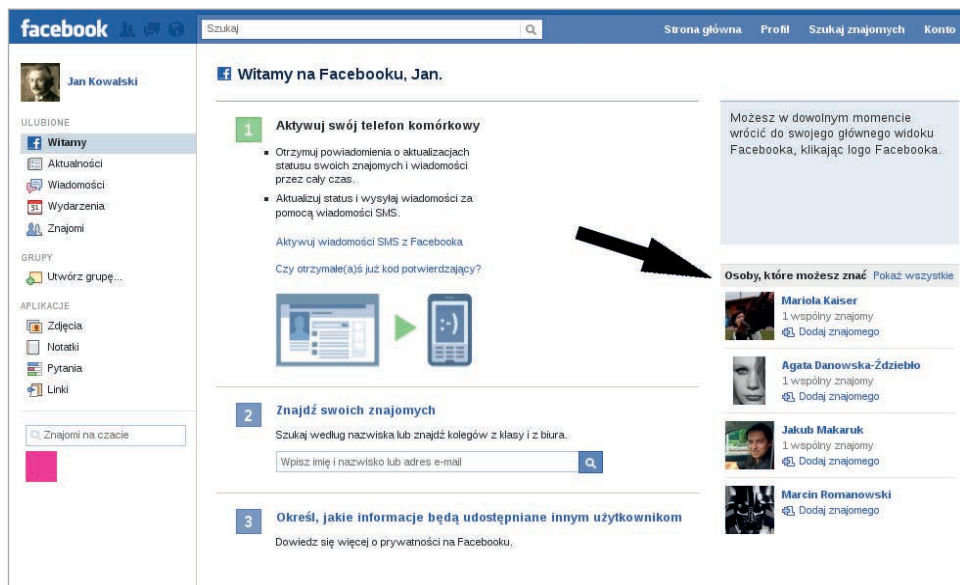 facebook
Szukaj
Strona główna Profil Szukaj znajomych Konto
Jan Kowalski
ULUBIONE
Witamy
Aktualności
Wiadomości
31 Wydarzenia
Znajomi
GRUPY
Utwórz grupę...
APLIKACJE
Zdjęcia
Notatki
Pytania
Linki
Znajomi na czacie
Witamy na Facebooku, Jan.
1 Aktywuj swój telefon komórkowy
Otrzymuj powiadomienia o aktualizacjach
statusu swoich znajomych i wiadomości
przez cały czas.
Aktualizuj status i wysyłaj wiadomości za
pomocą wiadomości SMS.
Aktywuj wiadomości SMS z Facebooka
Czy otrzymałe(a)ś już kod potwierdzający?
:-)
2 Znajdź swoich znajomych
Szukaj według nazwiska lub znajdź kolegów z klasy i z biura.
Wpisz imię i nazwisko lub adres e-mail
3 Określ, jakie informacje będą udostępniane innym użytkownikom
Dowiedz się więcej o prywatności na Facebooku.
Możesz w dowolnym momencie
wrócić do swojego głównego widoku
Facebooka, klikając logo Facebooka.
Osoby, które możesz znać Pokaż wszystkie
Mariola Kaiser
1 wspólny znajomy
Dodaj znajomego
Agata Danowska-Ździebło
1 wspólny znajomy
Dodaj znajomego
Jakub Makaruk
1 wspólny znajomy
Dodaj znajomego
Marcin Romanowski
Dodaj znajomego